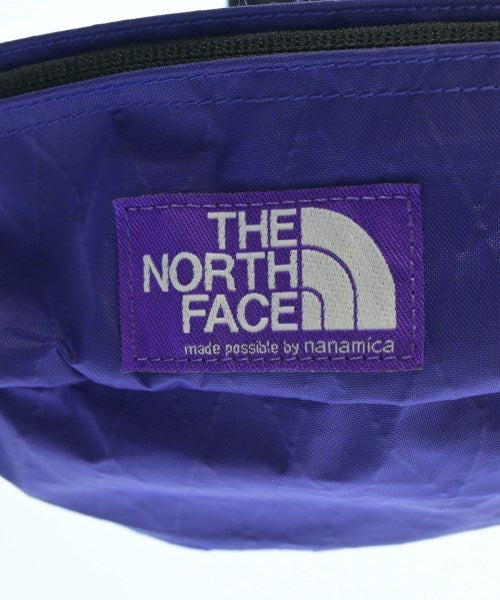 THE
NORTH
FACE
made possible by nanamica